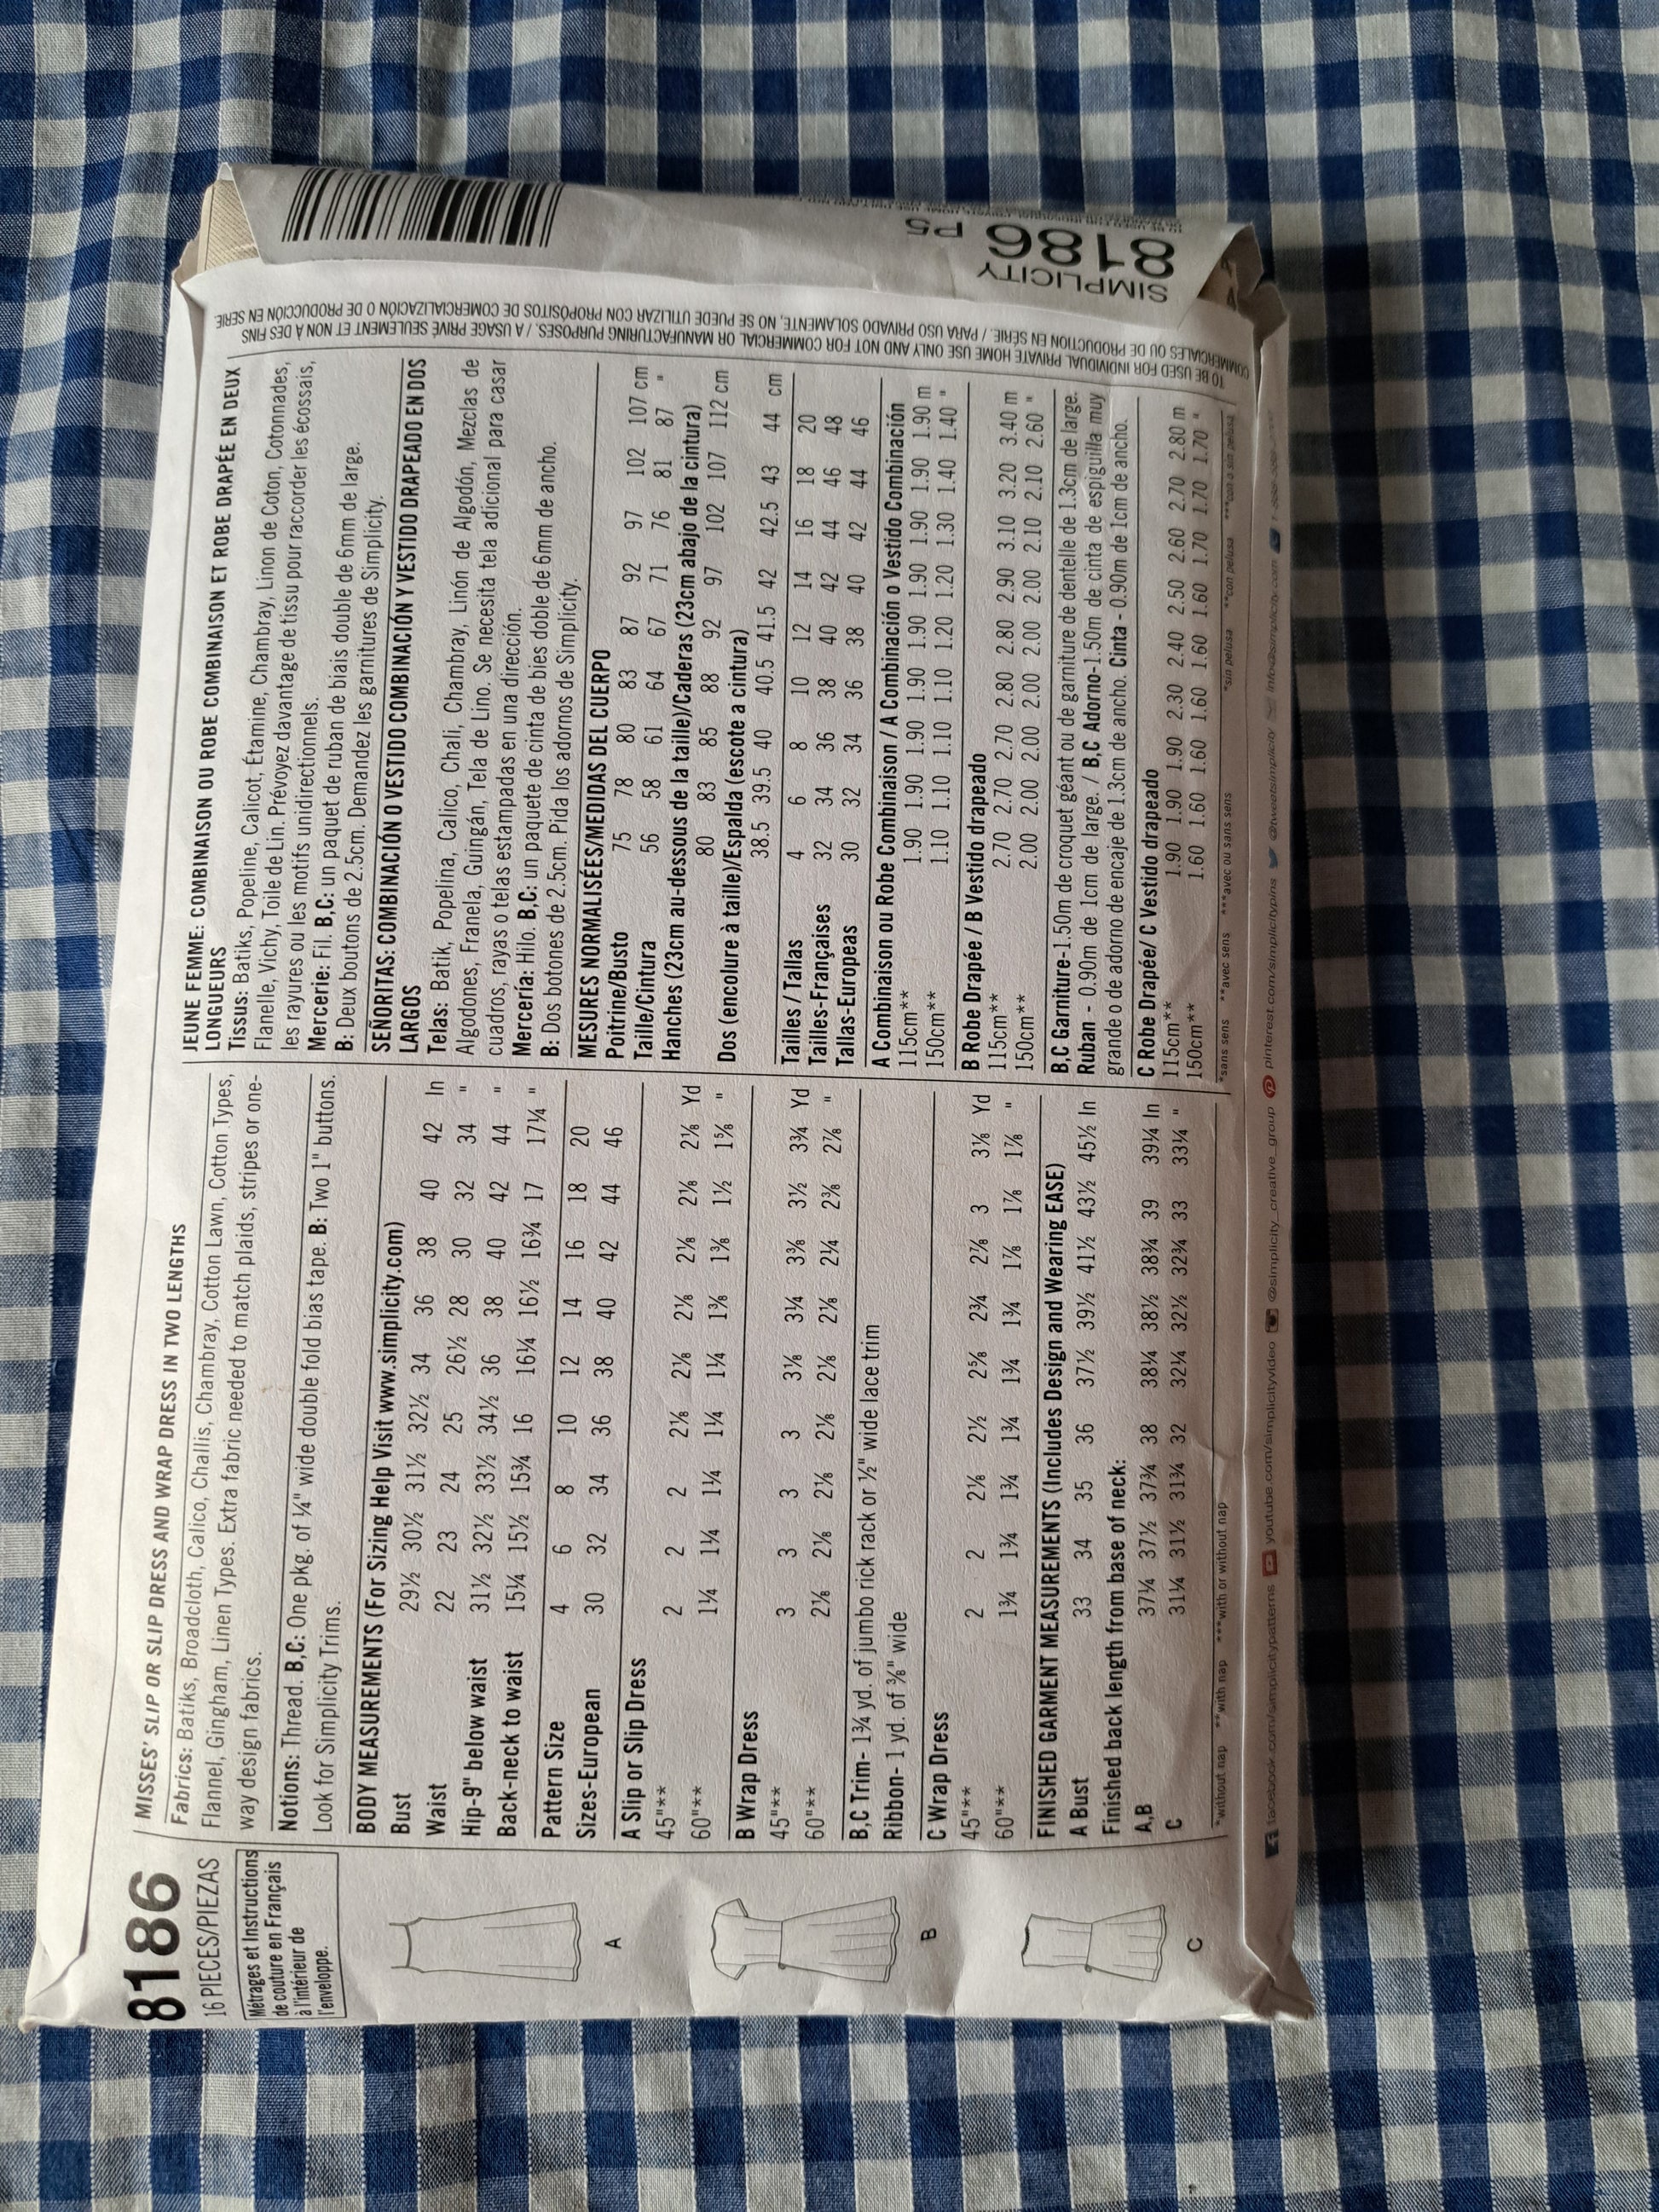 8186
16 PIECES/PIEZAS
Métrages et Instructions
de couture en Français
à l'intérieur de
l'enveloppe.
A
B
C
MISSES' SLIP OR SLIP DRESS AND WRAP DRESS IN TWO LENGTHS
Fabrics: Batiks, Broadcloth, Calico, Challis, Chambray, Cotton Lawn, Cotton Types,
Flannel, Gingham, Linen Types. Extra fabric needed to match plaids, stripes or one-
way design fabrics.
Notions: Thread. B,C: One pkg. of ¼" wide double fold bias tape. B: Two 1" buttons.
Look for Simplicity Trims.
BODY MEASUREMENTS (For Sizing Help Visit www.simplicity.com)
Bust 29½ 30½ 31½ 32½ 34 36 38 40 42 In
Waist 22 23 24 25 26½ 28 30 32 34 "
Hip-9" below waist 31½ 32½ 33½ 34½ 36 38 40 42 44 "
Back-neck to waist 15¼ 15½ 15¾ 16 16¼ 16½ 16¾ 17 17¼ "
Pattern Size 4 6 8 10 12 14 16 18 20
Sizes-European 30 32 34 36 38 40 42 44 46
A Slip or Slip Dress
45"** 2 2 2 2⅛ 2⅛ 2⅛ 2⅛ 2⅛ 2⅛ Yd
60"** 1¼ 1¼ 1¼ 1¼ 1¼ 1⅜ 1⅜ 1½ 1⅝ "
B Wrap Dress
45"** 3 3 3 3 3⅛ 3¼ 3⅜ 3½ 3¾ Yd
60"** 2⅛ 2⅛ 2⅛ 2⅛ 2⅛ 2⅛ 2¼ 2⅜ 2⅞ "
B,C Trim- 1¾ yd. of jumbo rick rack or ½" wide lace trim
Ribbon- 1 yd. of ⅜" wide
C Wrap Dress
45"** 2 2 2⅛ 2½ 2⅝ 2¾ 2⅞ 3 3⅛ Yd
60"** 1¾ 1¾ 1¾ 1¾ 1¾ 1¾ 1⅞ 1⅞ 1⅞ "
FINISHED GARMENT MEASUREMENTS (Includes Design and Wearing EASE)
A Bust 33 34 35 36 37½ 39½ 41½ 43½ 45½ In
Finished back length from base of neck:
A,B 37¼ 37½ 37¾ 38 38¼ 38½ 38¾ 39 39¼ In
C 31¼ 31½ 31¾ 32 32¼ 32½ 32¾ 33 33¼ "
*without nap **with nap ***with or without nap
JEUNE FEMME: COMBINAISON OU ROBE COMBINAISON ET ROBE DRAPÉE EN DEUX
LONGUEURS
Tissus: Batiks, Popeline, Calicot, Étamine, Chambray, Linon de Coton, Cotonnades,
Flanelle, Vichy, Toile de Lin. Prévoyez davantage de tissu pour raccorder les écossais,
les rayures ou les motifs unidirectionnels.
Mercerie: Fil. B,C: un paquet de ruban de biais double de 6mm de large.
B: Deux boutons de 2.5cm. Demandez les garnitures de Simplicity.
SEÑORITAS: COMBINACIÓN O VESTIDO COMBINACIÓN Y VESTIDO DRAPEADO EN DOS
LARGOS
Telas: Batik, Popelina, Calico, Chali, Chambray, Linón de Algodón, Mezclas de
Algodones, Franela, Guingán, Tela de Lino. Se necesita tela adicional para casar
cuadros, rayas o telas estampadas en una dirección.
Mercería: Hilo. B,C: un paquete de cinta de bies doble de 6mm de ancho.
B: Dos botones de 2.5cm. Pida los adornos de Simplicity.
MESURES NORMALISÉES/MEDIDAS DEL CUERPO
Poitrine/Busto 75 78 80 83 87 92 97 102 107 cm
Taille/Cintura 56 58 61 64 67 71 76 81 87 "
Hanches (23cm au-dessous de la taille)/Caderas (23cm abajo de la cintura)
80 83 85 88 92 97 102 107 112 cm
Dos (encolure à taille)/Espalda (escote a cintura)
38.5 39.5 40 40.5 41.5 42 42.5 43 44 cm
Tailles / Tallas 4 6 8 10 12 14 16 18 20
Tailles-Françaises 32 34 36 38 40 42 44 46 48
Tallas-Europeas 30 32 34 36 38 40 42 44 46
A Combinaison ou Robe Combinaison / A Combinación o Vestido Combinación
115cm** 1.90 1.90 1.90 1.90 1.90 1.90 1.90 1.90 1.90 m
150cm** 1.10 1.10 1.10 1.10 1.20 1.20 1.30 1.40 1.40 "
B Robe Drapée / B Vestido drapeado
115cm** 2.70 2.70 2.70 2.80 2.80 2.90 3.10 3.20 3.40 m
150cm** 2.00 2.00 2.00 2.00 2.00 2.00 2.10 2.10 2.60 "
B,C Garniture-1.50m de croquet géant ou de garniture de dentelle de 1.3cm de large.
Ruban - 0.90m de 1cm de large. / B,C Adorno-1.50m de cinta de espiguilla muy
grande o de adorno de encaje de 1.3cm de ancho. Cinta - 0.90m de 1cm de ancho.
C Robe Drapée/ C Vestido drapeado
115cm** 1.90 1.90 1.90 2.30 2.40 2.50 2.60 2.70 2.80 m
150cm** 1.60 1.60 1.60 1.60 1.60 1.60 1.70 1.70 1.70 "
*sans sens **avec sens ***avec ou sans sens *sin pelusa **con pelusa ***con o sin pelusa
facebook.com/simplicitypatterns youtube.com/simplicityvideo @simplicity_creative_group pinterest.com/simplicitypins @tweetsimplicity info@simplicity.com
TO BE USED FOR INDIVIDUAL PRIVATE HOME USE ONLY AND NOT FOR COMMERCIAL OR MANUFACTURING PURPOSES. / A USAGE PRIVÉ SEULEMENT ET NON À DES FINS
COMMERCIALES OU DE PRODUCTION EN SÉRIE. / PARA USO PRIVADO SOLAMENTE, NO SE PUEDE UTILIZAR CON PROPÓSITOS DE COMERCIALIZACIÓN O DE PRODUCCIÓN EN SERIE
SIMPLICITY
8186 P5